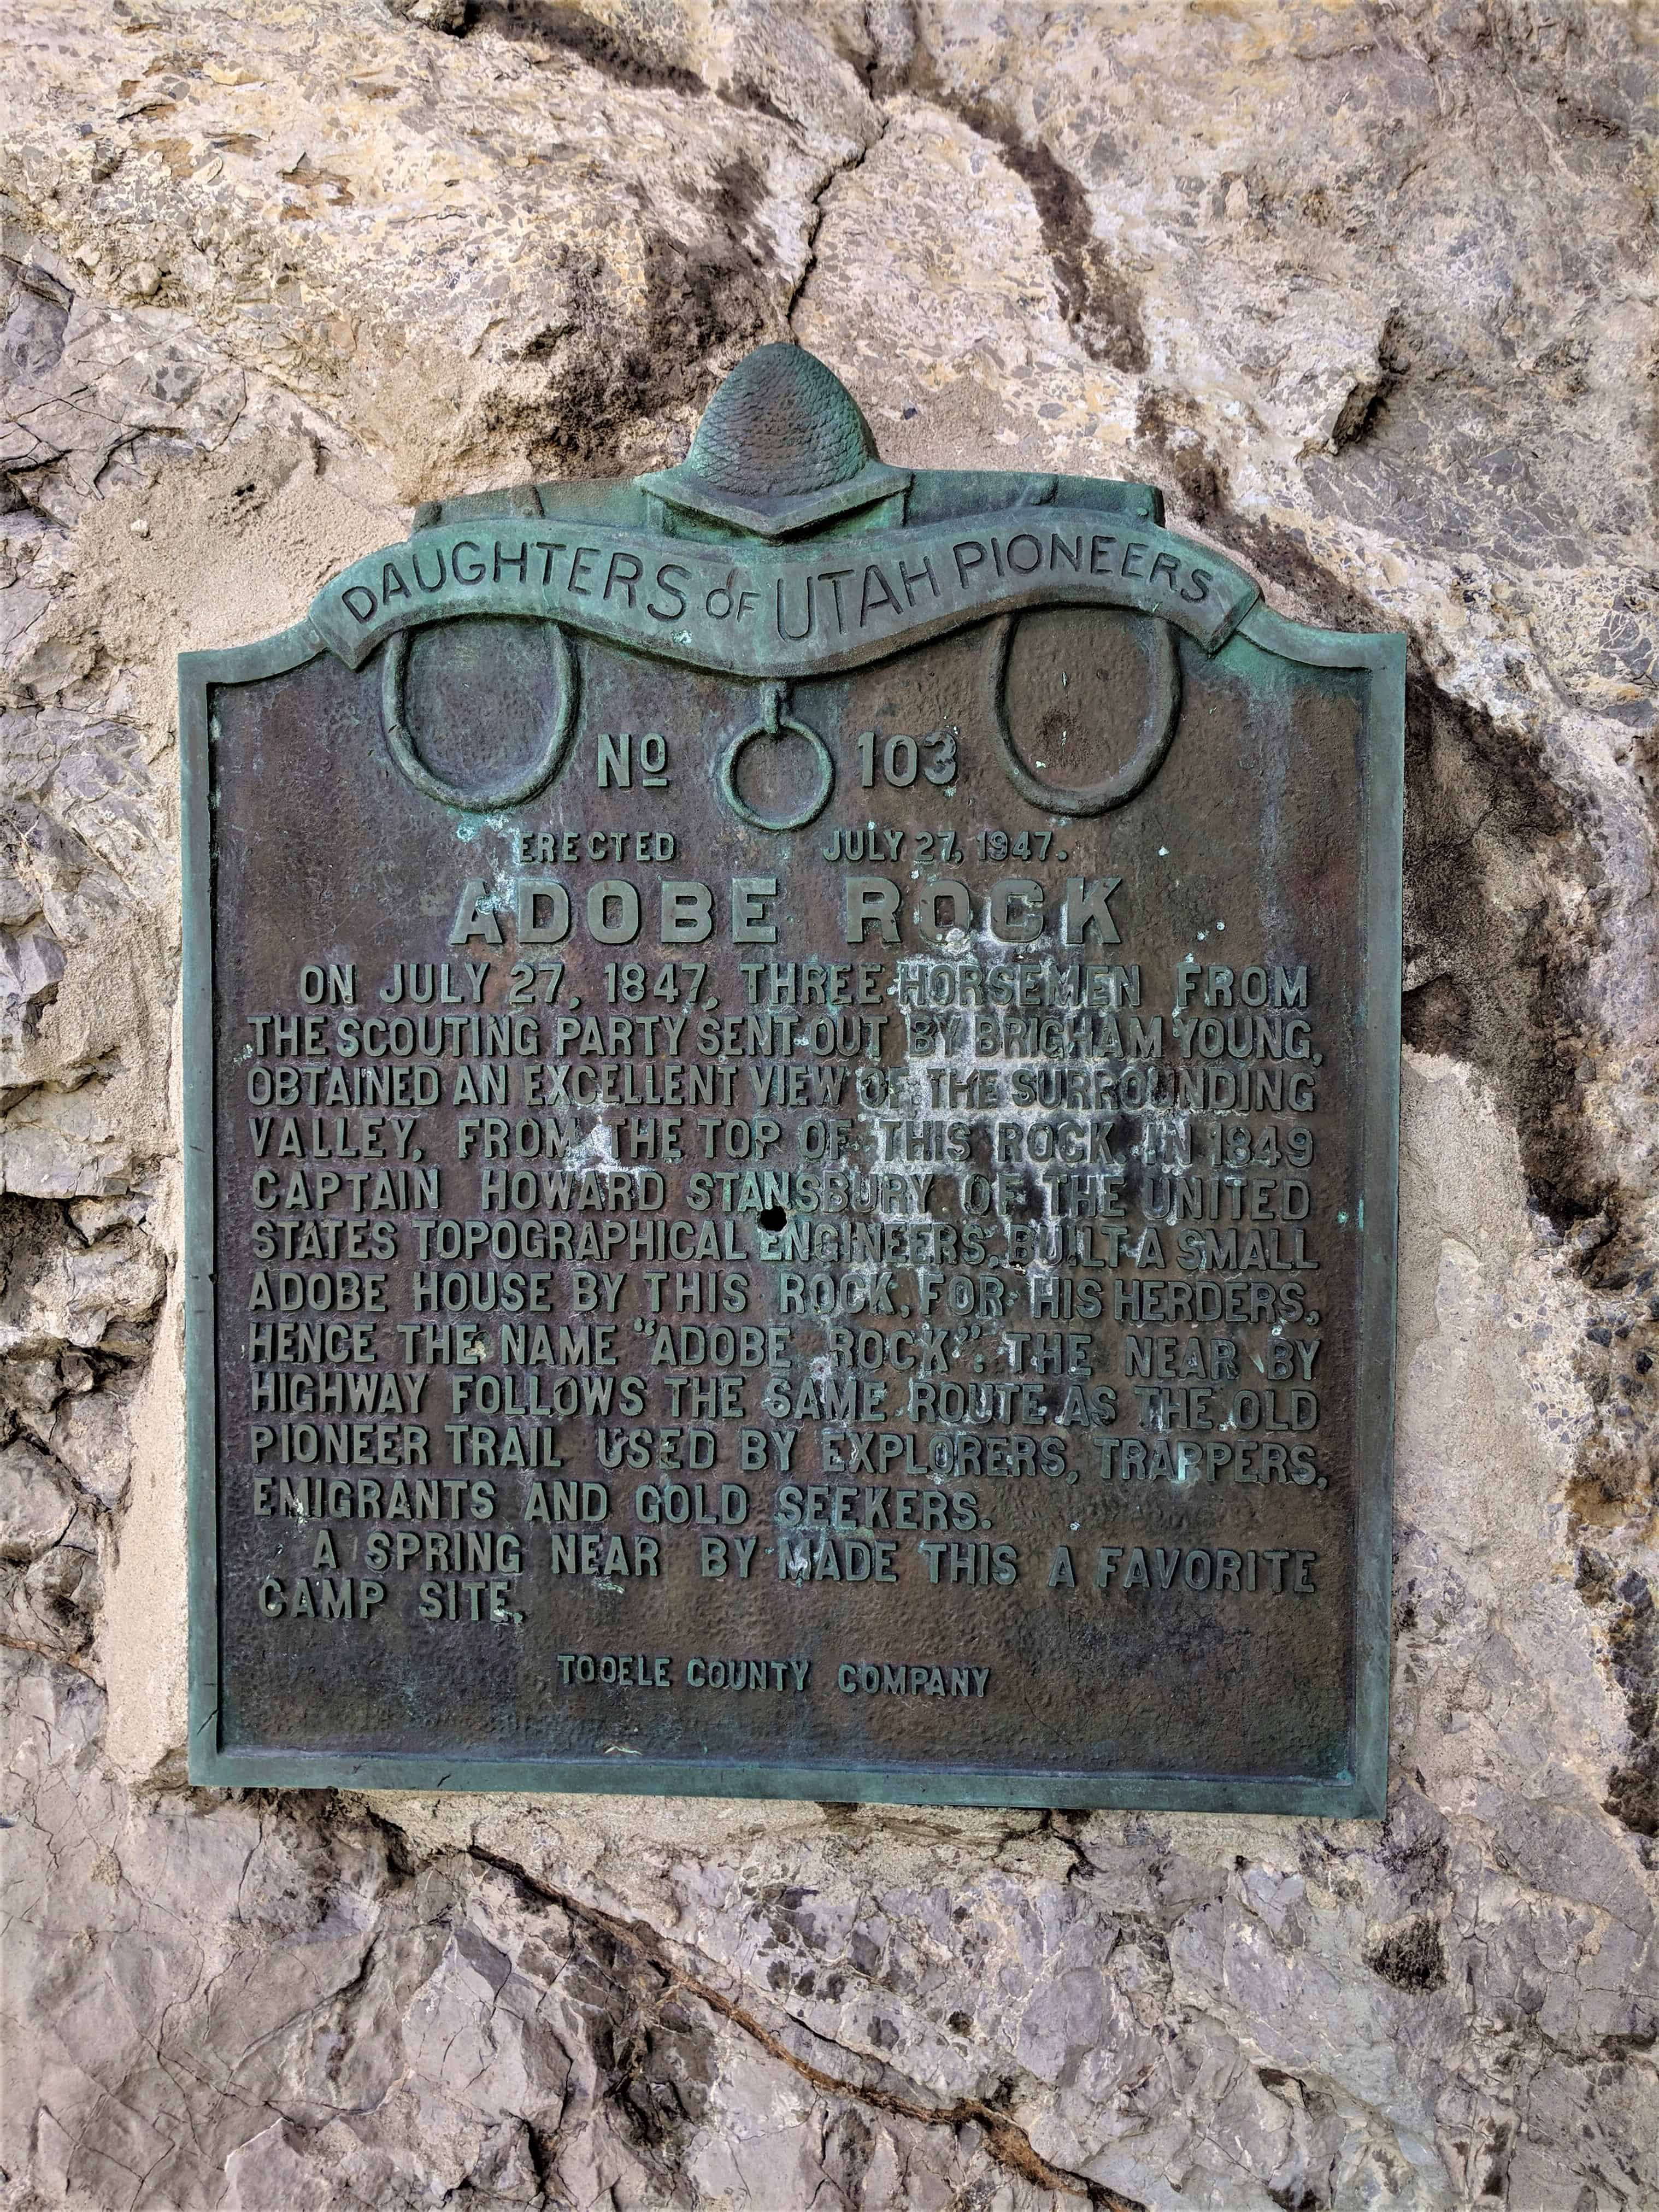 DAUGHTERS OF UTAH PIONEERS
Nº 103
ERECTED JULY 27, 1947.
ADOBE ROCK
ON JULY 27, 1847, THREE HORSEMEN FROM
THE SCOUTING PARTY SENT OUT BY BRIGHAM YOUNG,
OBTAINED AN EXCELLENT VIEW OF THE SURROUNDING
VALLEY, FROM THE TOP OF THIS ROCK. IN 1849
CAPTAIN HOWARD STANSBURY OF THE UNITED
STATES TOPOGRAPHICAL ENGINEERS, BUILT A SMALL
ADOBE HOUSE BY THIS ROCK, FOR HIS HERDERS,
HENCE THE NAME "ADOBE ROCK". THE NEAR BY
HIGHWAY FOLLOWS THE SAME ROUTE AS THE OLD
PIONEER TRAIL USED BY EXPLORERS, TRAPPERS,
EMIGRANTS AND GOLD SEEKERS.
A SPRING NEAR BY MADE THIS A FAVORITE
CAMP SITE.
TOOELE COUNTY COMPANY